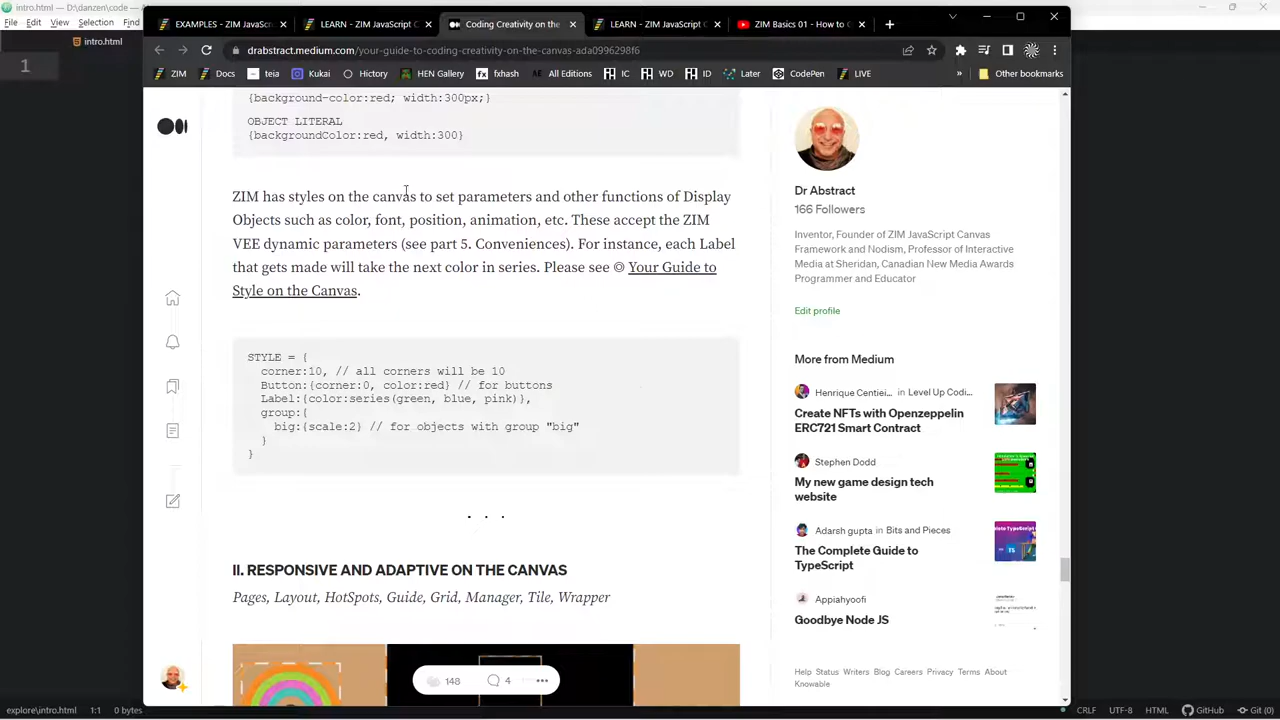 intro.html
File
Edit
intro.html
1
EXAMPLES - ZIM JavaSc
LEARN - ZIM JavaScript C
Coding Creativity on the
LEARN - ZIM JavaScript C
ZIM Basics 01 - How to C
drabstract.medium.com/your-guide-to-coding-creativity-on-the-canvas-ada0996298f6
ZIM
Docs
teia
Kukai
Hictory
HEN Gallery
fxhash
All Editions
IC
WD
ID
Later
CodePen
LIVE
»
Other bookmarks
{background-color:red; width:300px;}
OBJECT LITERAL
{backgroundColor:red, width:300}
ZIM has styles on the canvas to set parameters and other functions of Display
Objects such as color, font, position, animation, etc. These accept the ZIM
VEE dynamic parameters (see part 5. Conveniences). For instance, each Label
that gets made will take the next color in series. Please see ◎ Your Guide to
Style on the Canvas.
STYLE = {
corner:10, // all corners will be 10
Button:{corner:0, color:red} // for buttons
Label:{color:series(green, blue, pink)},
group:{
big:{scale:2} // for objects with group "big"
}
}
. . .
II. RESPONSIVE AND ADAPTIVE ON THE CANVAS
Pages, Layout, HotSpots, Guide, Grid, Manager, Tile, Wrapper
148
4
Dr Abstract
166 Followers
Inventor, Founder of ZIM JavaScript Canvas
Framework and Nodism, Professor of Interactive
Media at Sheridan, Canadian New Media Awards
Programmer and Educator
Edit profile
More from Medium
Henrique Centiei... in Level Up Codi...
Create NFTs with Openzeppelin
ERC721 Smart Contract
Stephen Dodd
My new game design tech
website
Adarsh gupta in Bits and Pieces
The Complete Guide to
TypeScript
Appiahyoofi
Goodbye Node JS
Help Status Writers Blog Careers Privacy Terms About
Knowable
explore\intro.html 1:1 0 bytes
CRLF UTF-8 HTML GitHub Git (0)